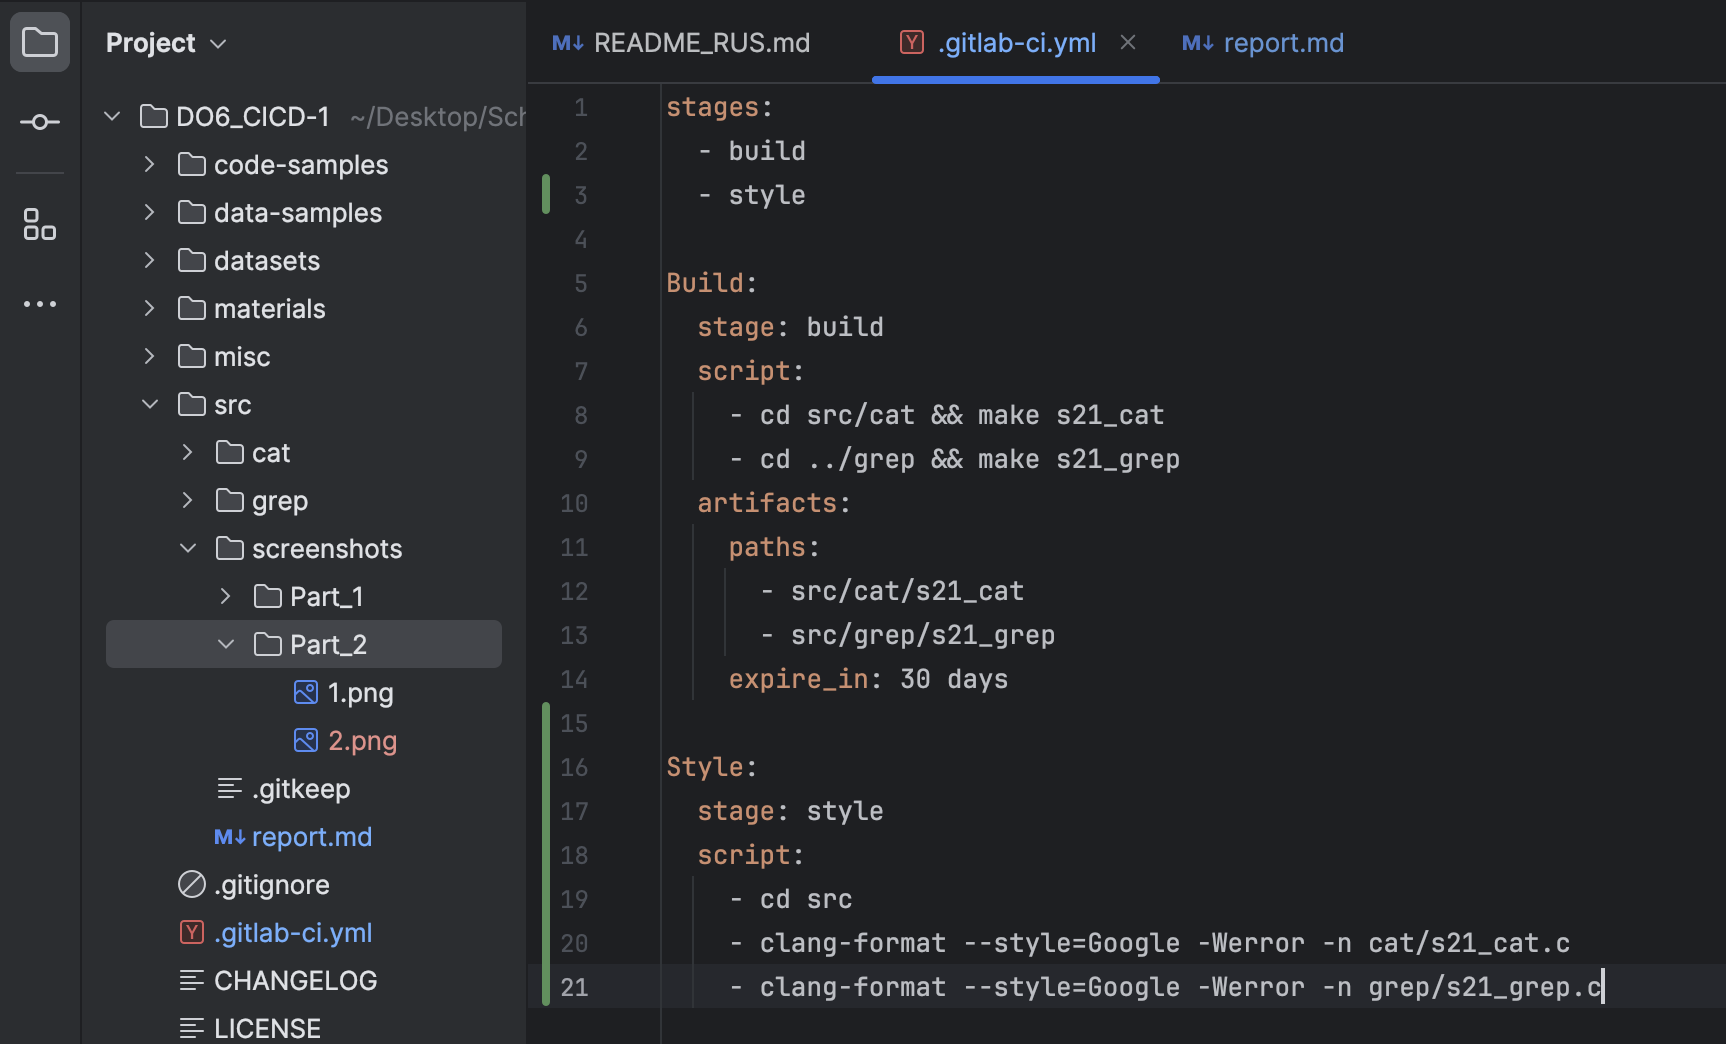 Project
DO6_CICD-1 ~/Desktop/Sch
code-samples
data-samples
datasets
materials
misc
src
cat
grep
screenshots
Part_1
Part_2
1.png
2.png
.gitkeep
M↓ report.md
.gitignore
Y .gitlab-ci.yml
CHANGELOG
LICENSE
M↓ README_RUS.md
Y .gitlab-ci.yml
M↓ report.md
1 stages:
2   - build
3   - style
4
5 Build:
6   stage: build
7   script:
8     - cd src/cat && make s21_cat
9     - cd ../grep && make s21_grep
10   artifacts:
11     paths:
12       - src/cat/s21_cat
13       - src/grep/s21_grep
14     expire_in: 30 days
15
16 Style:
17   stage: style
18   script:
19     - cd src
20     - clang-format --style=Google -Werror -n cat/s21_cat.c
21     - clang-format --style=Google -Werror -n grep/s21_grep.c